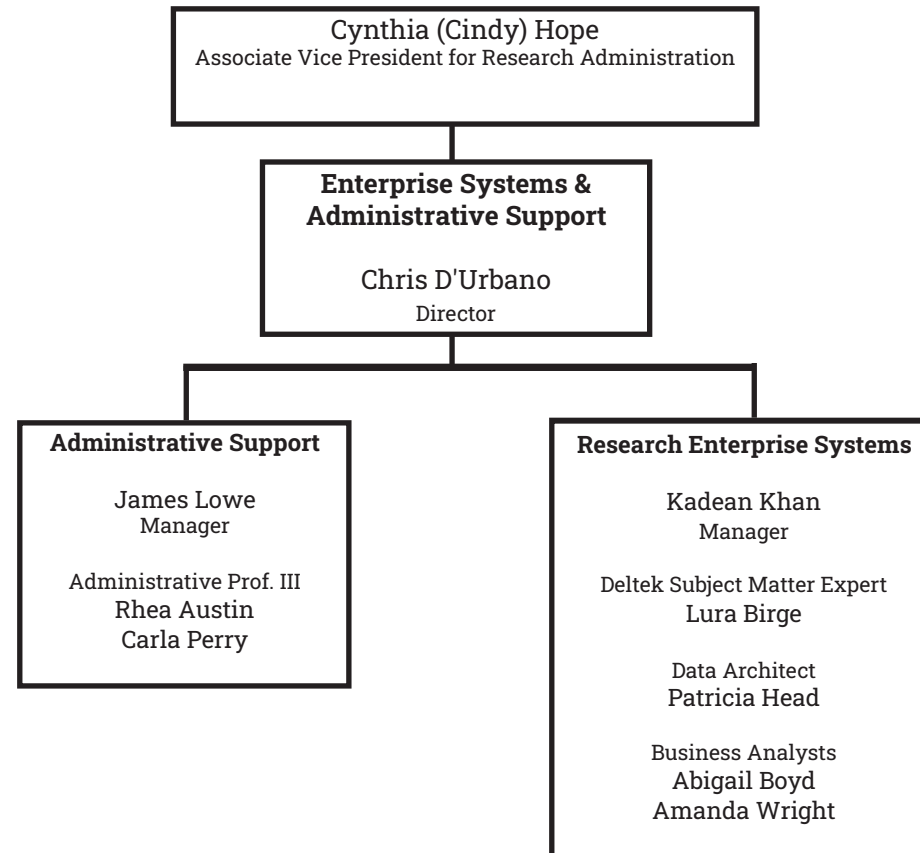 Cynthia (Cindy) Hope
Associate Vice President for Research Administration
Enterprise Systems &
Administrative Support
Chris D'Urbano
Director
Administrative Support
James Lowe
Manager
Administrative Prof. III
Rhea Austin
Carla Perry
Research Enterprise Systems
Kadean Khan
Manager
Deltek Subject Matter Expert
Lura Birge
Data Architect
Patricia Head
Business Analysts
Abigail Boyd
Amanda Wright